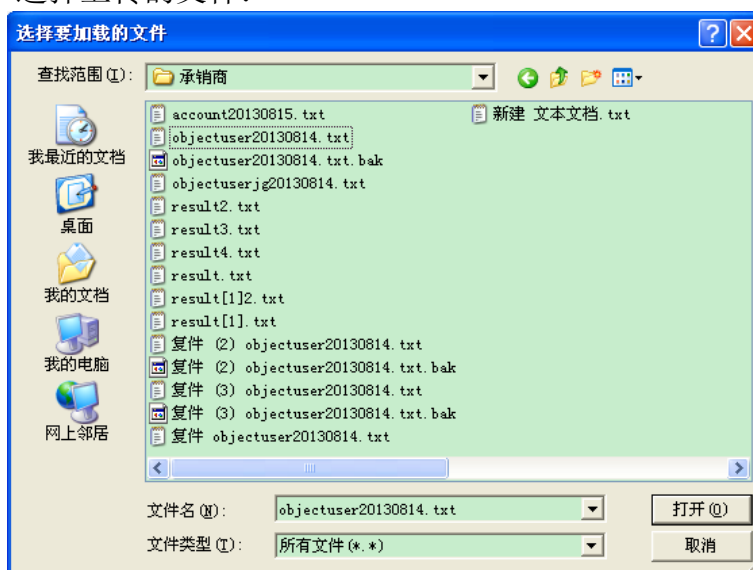 选择要加载的文件
查找范围(I):
承销商
我最近的文档
桌面
我的文档
我的电脑
网上邻居
account20130815.txt
objectuser20130814.txt
objectuser20130814.txt.bak
objectuserjg20130814.txt
result2.txt
result3.txt
result4.txt
result.txt
result[1]2.txt
result[1].txt
复件 (2) objectuser20130814.txt
复件 (2) objectuser20130814.txt.bak
复件 (3) objectuser20130814.txt
复件 (3) objectuser20130814.txt.bak
复件 objectuser20130814.txt
新建 文本文档.txt
文件名(N):
objectuser20130814.txt
打开(O)
文件类型(T):
所有文件(*.*)
取消